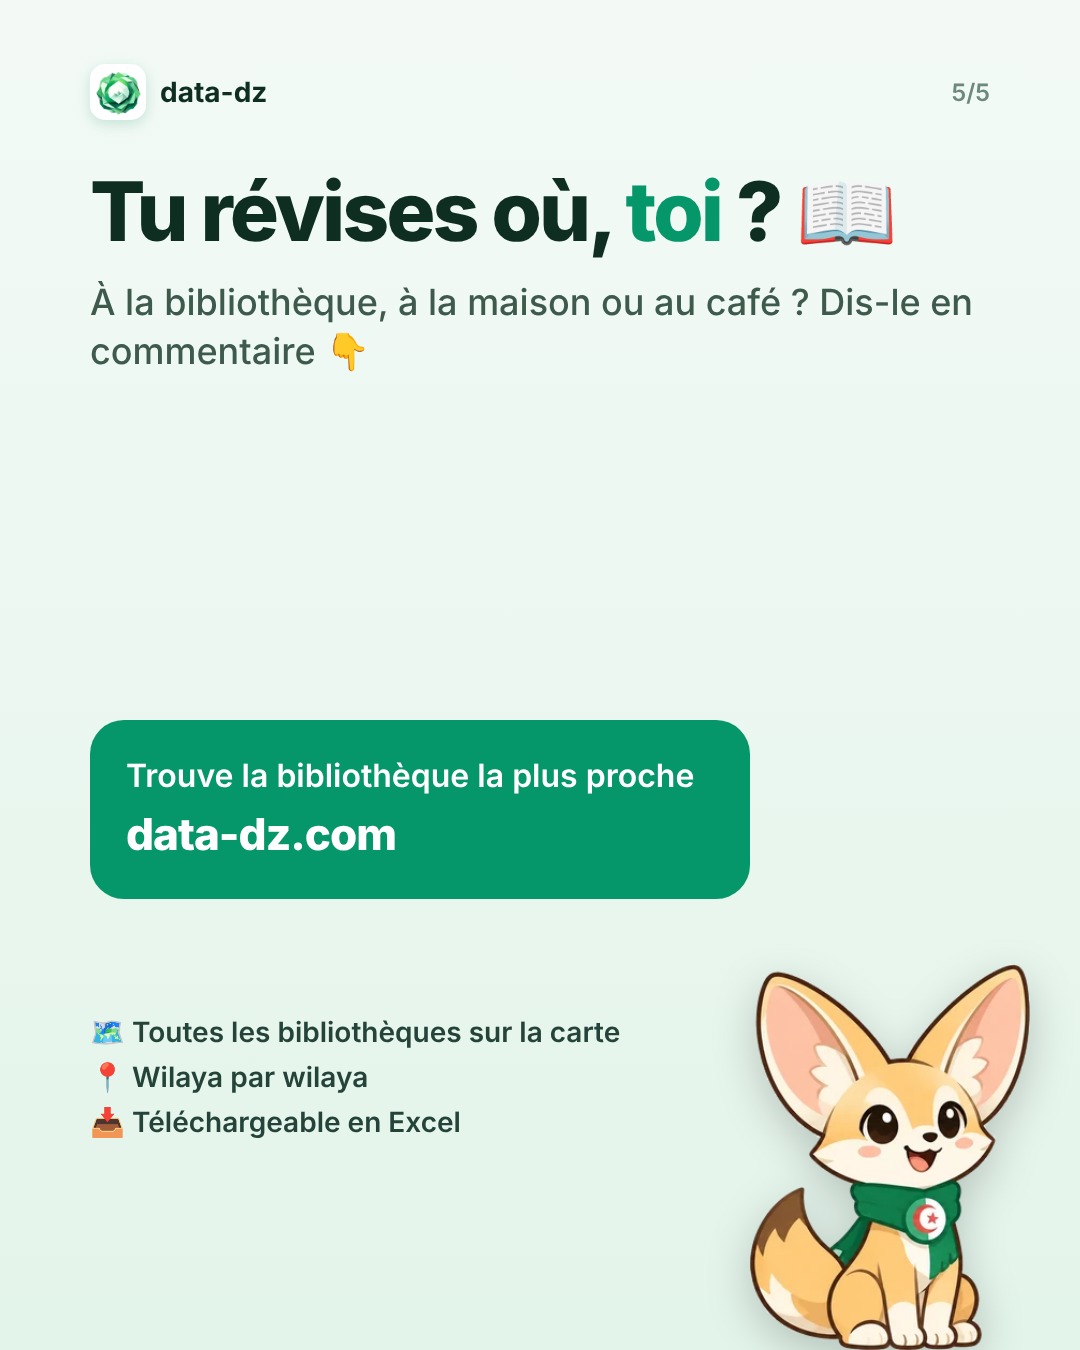 data-dz
5/5
Tu révises où, toi ? 📖
À la bibliothèque, à la maison ou au café ? Dis-le en
commentaire 👇
Trouve la bibliothèque la plus proche
data-dz.com
🗺️ Toutes les bibliothèques sur la carte
📍 Wilaya par wilaya
📥 Téléchargeable en Excel